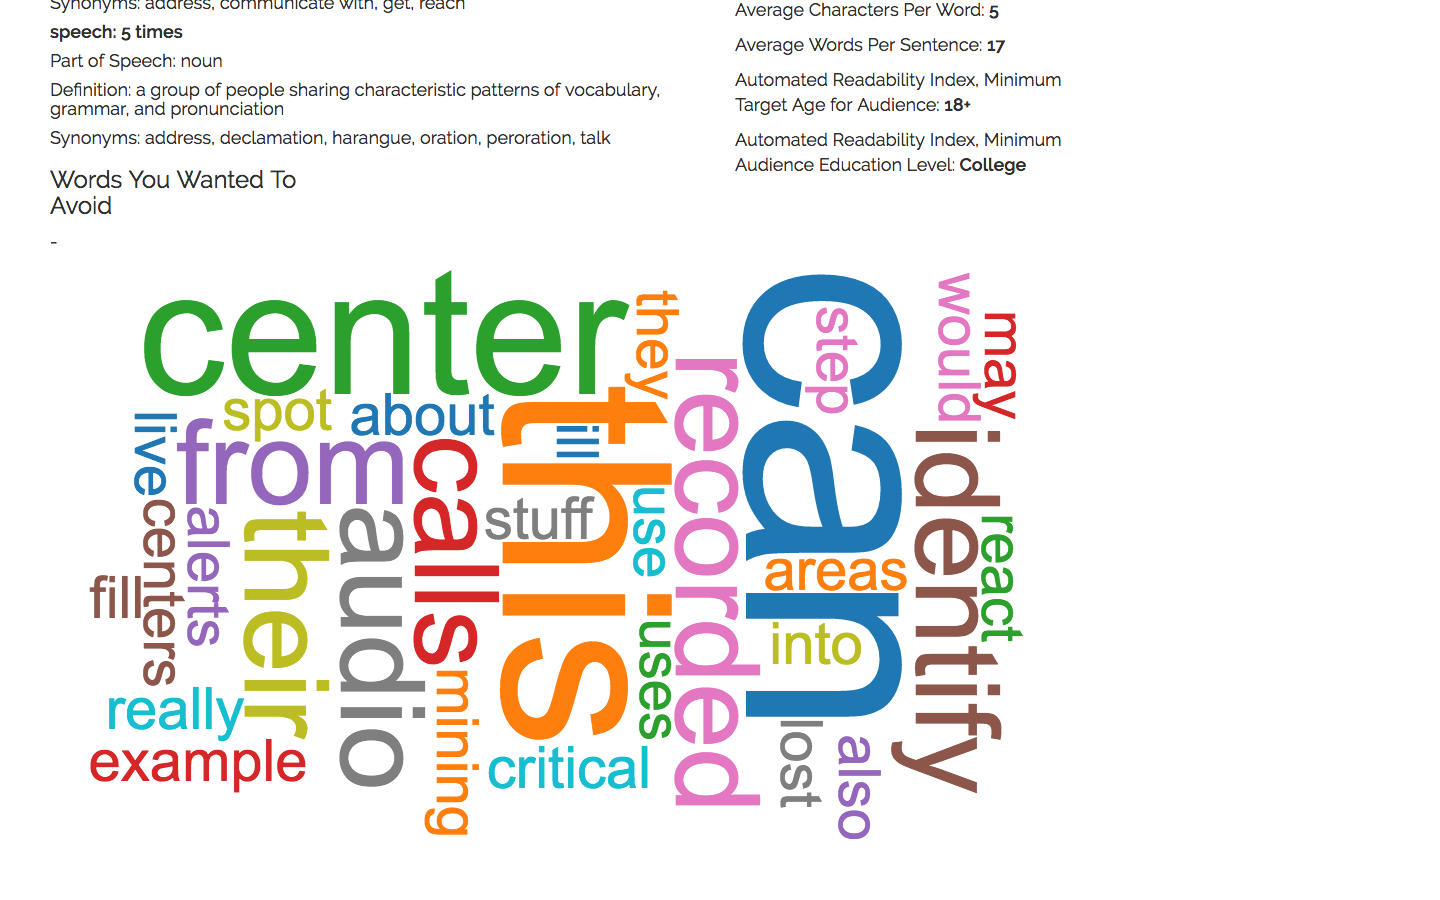 Synonyms: address, communicate with, get, reach
speech: 5 times
Part of Speech: noun
Definition: a group of people sharing characteristic patterns of vocabulary,
grammar, and pronunciation
Synonyms: address, declamation, harangue, oration, peroration, talk
Words You Wanted To
Avoid
-
Average Characters Per Word: 5
Average Words Per Sentence: 17
Automated Readability Index, Minimum
Target Age for Audience: 18+
Automated Readability Index, Minimum
Audience Education Level: College
center
they
can
step
would
may
spot
about
this
recorded
live
from
calls
ill
identify
centers
alerts
their
audio
stuff
use
areas
react
fill
uses
into
really
mining
example
critical
lost
also